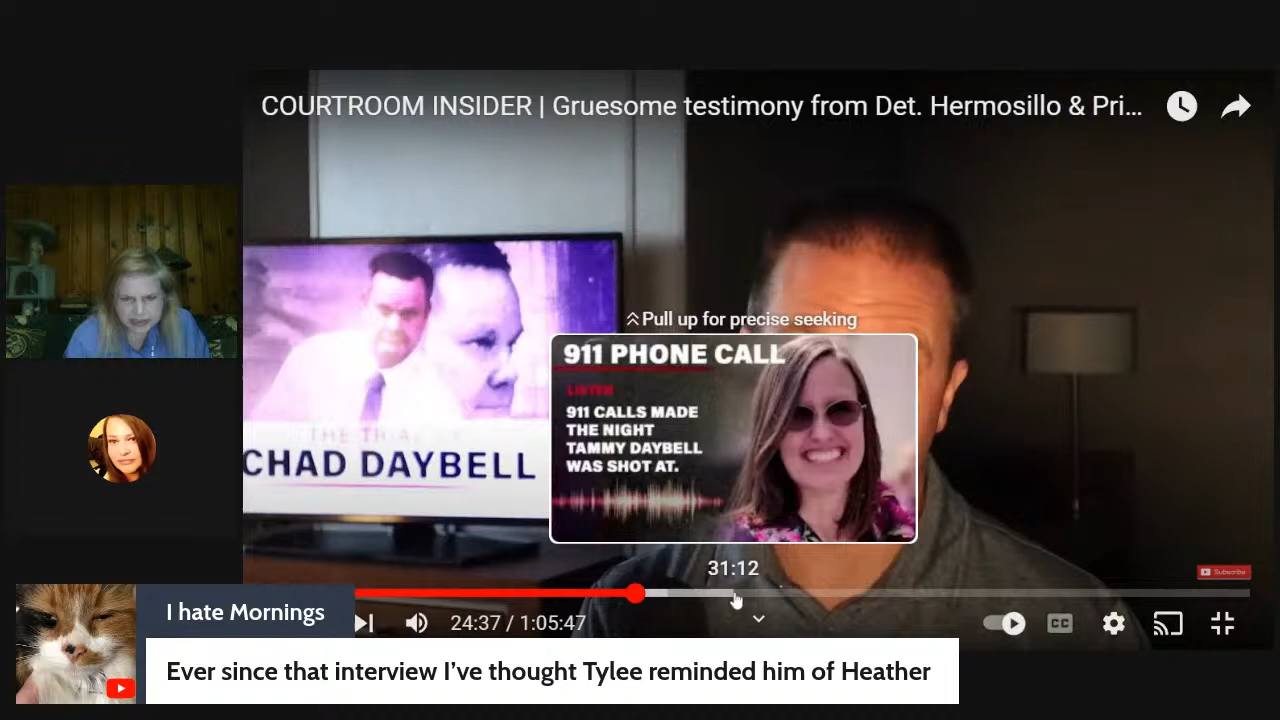 COURTROOM INSIDER | Gruesome testimony from Det. Hermosillo & Pri...
Pull up for precise seeking
911 PHONE CALL
LISTEN
911 CALLS MADE
THE NIGHT
TAMMY DAYBELL
WAS SHOT AT.
THE TRIAL OF
CHAD DAYBELL
31:12
Subscribe
24:37 / 1:05:47
CC
I hate Mornings
Ever since that interview I’ve thought Tylee reminded him of Heather